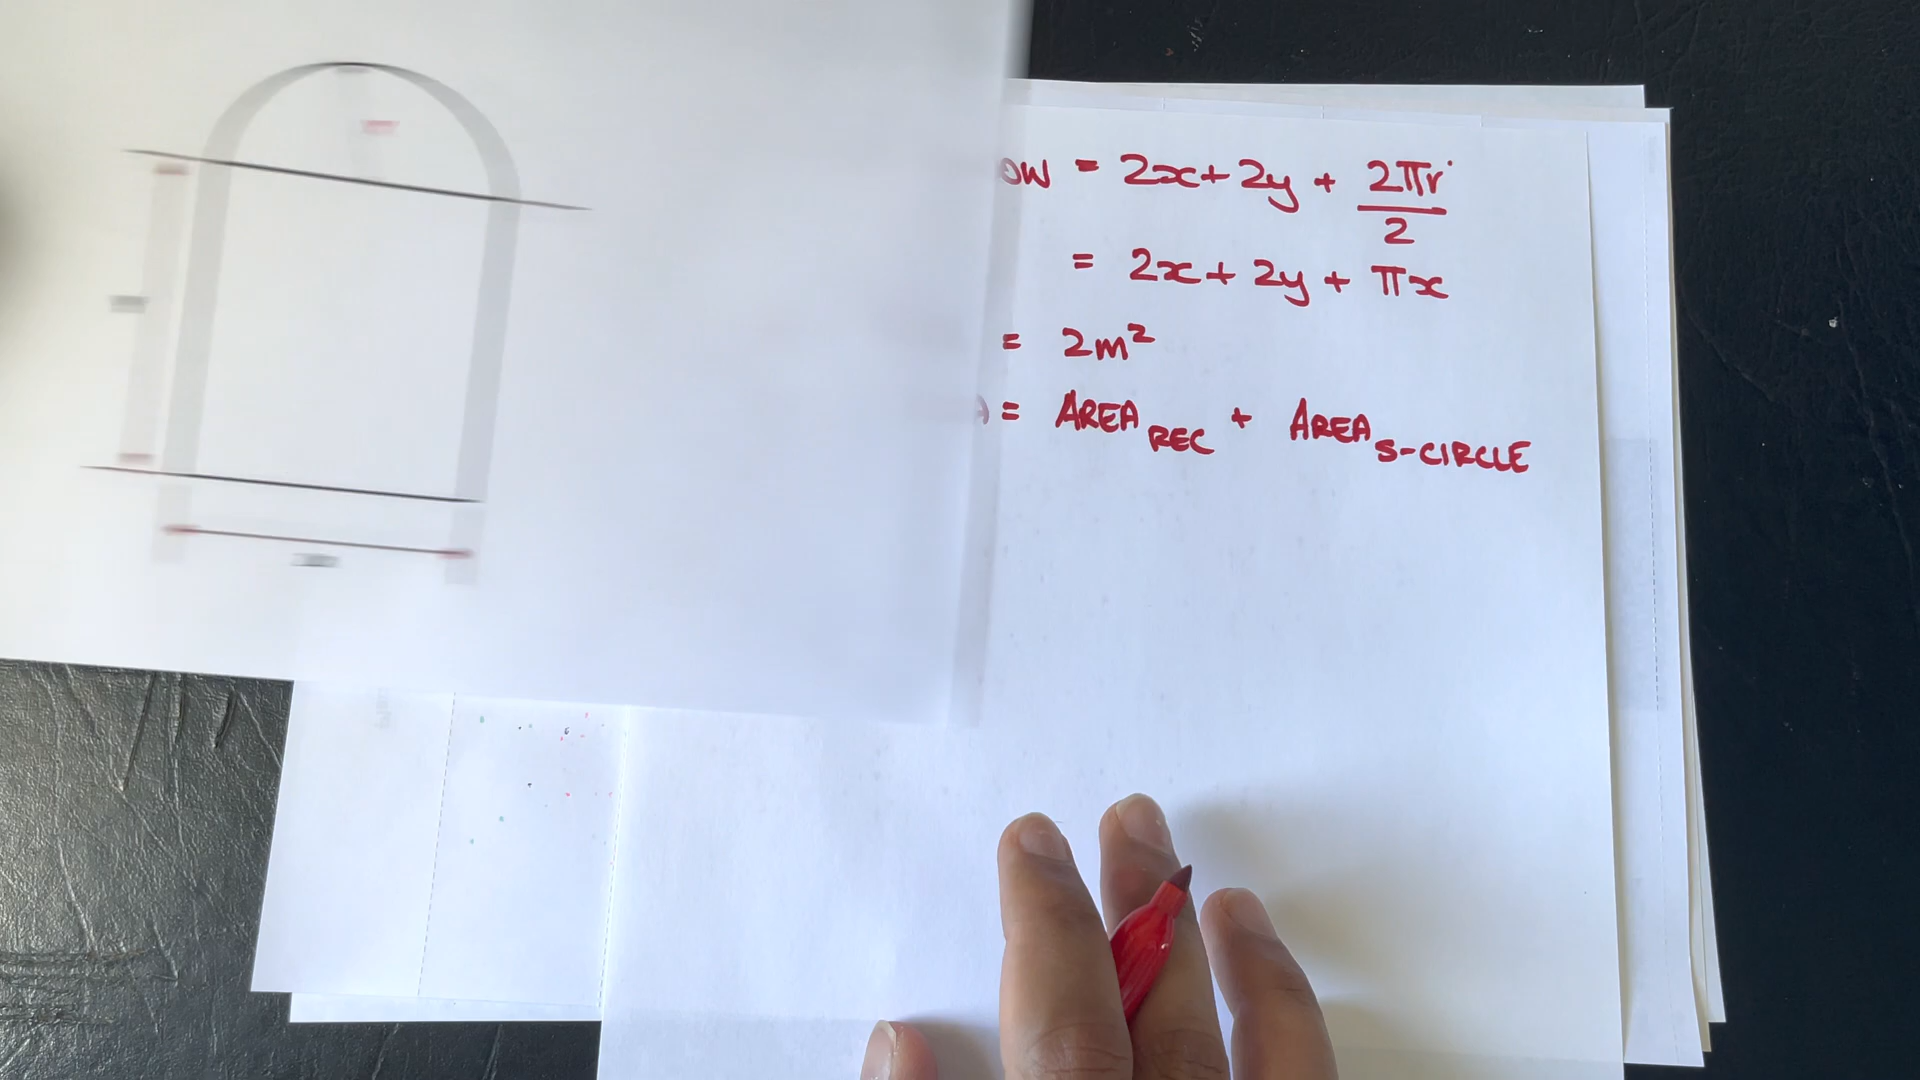 OW = 2x + 2y + 2πr/2
= 2x + 2y + πx
= 2m²
A = AREA REC + AREA S-CIRCLE